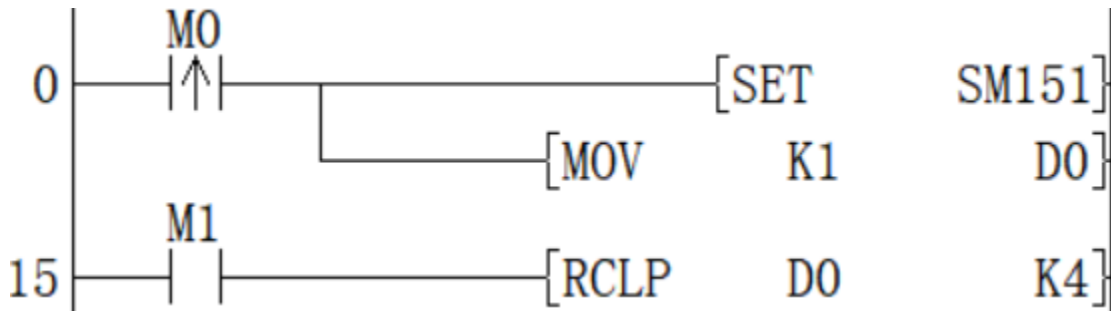 M0
0 [SET SM151]
[MOV K1 D0]
M1
15 [RCLP D0 K4]